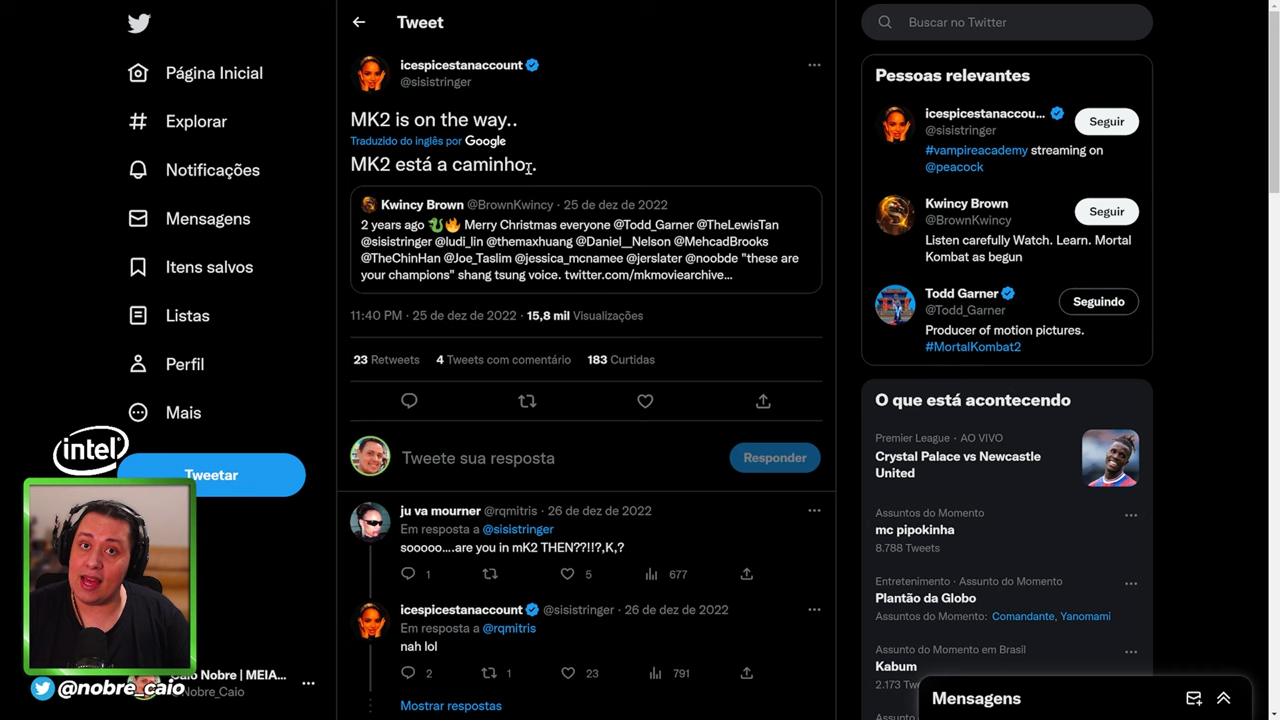 Página Inicial
Explorar
Notificações
Mensagens
Itens salvos
Listas
Perfil
Mais
intel
Tweetar
Caio Nobre | MEIA...
Nobre_Caio
@nobre_caio
Tweet
icespicestanaccount
@sisistringer
MK2 is on the way..
Traduzido do inglês por Google
MK2 está a caminho..
Kwincy Brown @BrownKwincy · 25 de dez de 2022
2 years ago 🐉🔥 Merry Christmas everyone @Todd_Garner @TheLewisTan
@sisistringer @ludi_lin @themaxhuang @Daniel__Nelson @MehcadBrooks
@TheChinHan @Joe_Taslim @jessica_mcnamee @jerslater @noobde "these are
your champions" shang tsung voice. twitter.com/mkmoviearchive...
11:40 PM · 25 de dez de 2022 · 15,8 mil Visualizações
23 Retweets 4 Tweets com comentário 183 Curtidas
Tweete sua resposta
Responder
ju va mourner @rqmitris · 26 de dez de 2022
Em resposta a @sisistringer
sooooo....are you in mK2 THEN??!!?,K,?
1 5 677
icespicestanaccount @sisistringer · 26 de dez de 2022
Em resposta a @rqmitris
nah lol
2 1 23 791
Mostrar respostas
Buscar no Twitter
Pessoas relevantes
icespicestanaccou...
@sisistringer
Seguir
#vampireacademy streaming on
@peacock
Kwincy Brown
@BrownKwincy
Seguir
Listen carefully Watch. Learn. Mortal
Kombat as begun
Todd Garner
@Todd_Garner
Seguindo
Producer of motion pictures.
#MortalKombat2
O que está acontecendo
Premier League · AO VIVO
Crystal Palace vs Newcastle
United
Assuntos do Momento
mc pipokinha
8.788 Tweets
Entretenimento · Assunto do Momento
Plantão da Globo
Assuntos do Momento: Comandante, Yanomami
Assunto do Momento em Brasil
Kabum
2.173 Tw
Mensagens